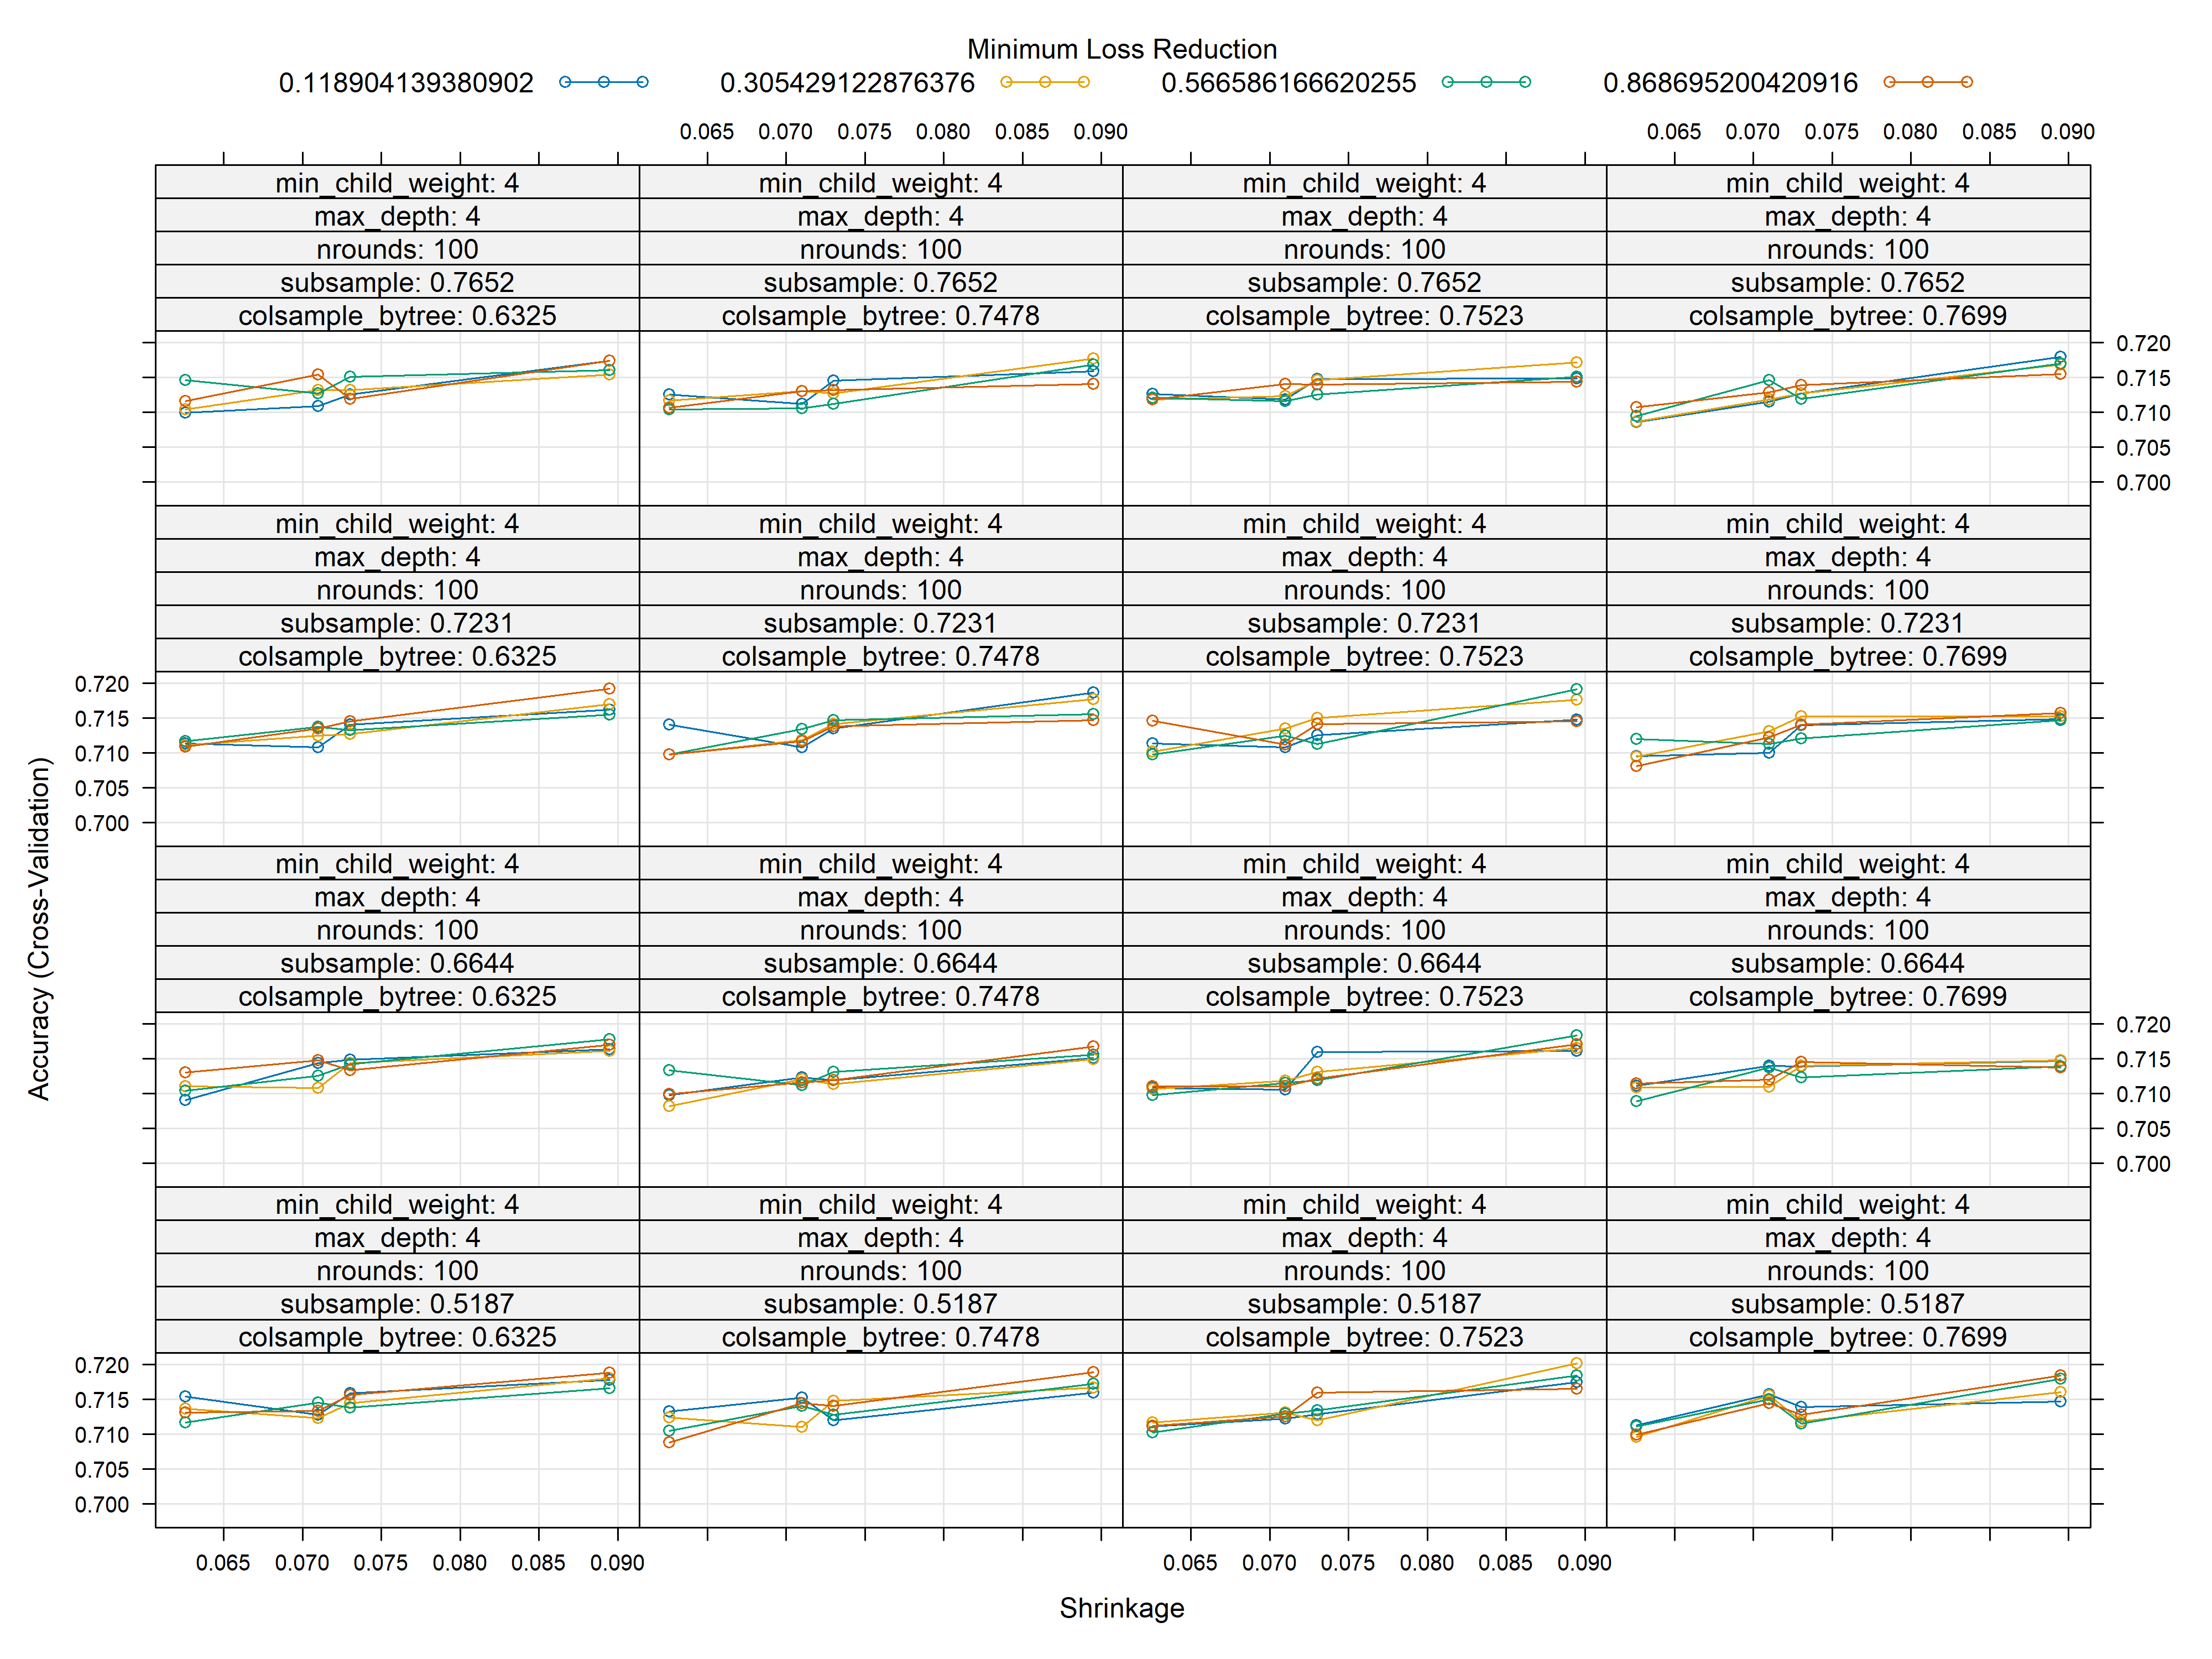 Minimum Loss Reduction
0.118904139380902 0.305429122876376 0.566586166620255 0.868695200420916
0.065 0.070 0.075 0.080 0.085 0.090 0.065 0.070 0.075 0.080 0.085 0.090
min_child_weight: 4 min_child_weight: 4 min_child_weight: 4 min_child_weight: 4
max_depth: 4 max_depth: 4 max_depth: 4 max_depth: 4
nrounds: 100 nrounds: 100 nrounds: 100 nrounds: 100
subsample: 0.7652 subsample: 0.7652 subsample: 0.7652 subsample: 0.7652
colsample_bytree: 0.6325 colsample_bytree: 0.7478 colsample_bytree: 0.7523 colsample_bytree: 0.7699
0.720
0.715
0.710
0.705
0.700
min_child_weight: 4 min_child_weight: 4 min_child_weight: 4 min_child_weight: 4
max_depth: 4 max_depth: 4 max_depth: 4 max_depth: 4
nrounds: 100 nrounds: 100 nrounds: 100 nrounds: 100
subsample: 0.7231 subsample: 0.7231 subsample: 0.7231 subsample: 0.7231
colsample_bytree: 0.6325 colsample_bytree: 0.7478 colsample_bytree: 0.7523 colsample_bytree: 0.7699
0.720
0.715
0.710
0.705
0.700
Accuracy (Cross-Validation)
min_child_weight: 4 min_child_weight: 4 min_child_weight: 4 min_child_weight: 4
max_depth: 4 max_depth: 4 max_depth: 4 max_depth: 4
nrounds: 100 nrounds: 100 nrounds: 100 nrounds: 100
subsample: 0.6644 subsample: 0.6644 subsample: 0.6644 subsample: 0.6644
colsample_bytree: 0.6325 colsample_bytree: 0.7478 colsample_bytree: 0.7523 colsample_bytree: 0.7699
0.720
0.715
0.710
0.705
0.700
min_child_weight: 4 min_child_weight: 4 min_child_weight: 4 min_child_weight: 4
max_depth: 4 max_depth: 4 max_depth: 4 max_depth: 4
nrounds: 100 nrounds: 100 nrounds: 100 nrounds: 100
subsample: 0.5187 subsample: 0.5187 subsample: 0.5187 subsample: 0.5187
colsample_bytree: 0.6325 colsample_bytree: 0.7478 colsample_bytree: 0.7523 colsample_bytree: 0.7699
0.720
0.715
0.710
0.705
0.700
0.065 0.070 0.075 0.080 0.085 0.090 0.065 0.070 0.075 0.080 0.085 0.090
Shrinkage